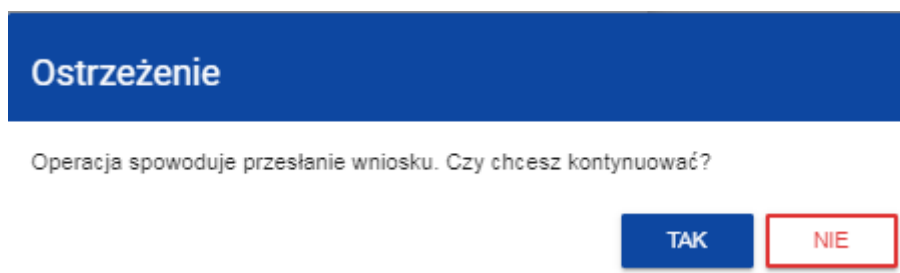 Ostrzeżenie
Operacja spowoduje przesłanie wniosku. Czy chcesz kontynuować?
TAK NIE